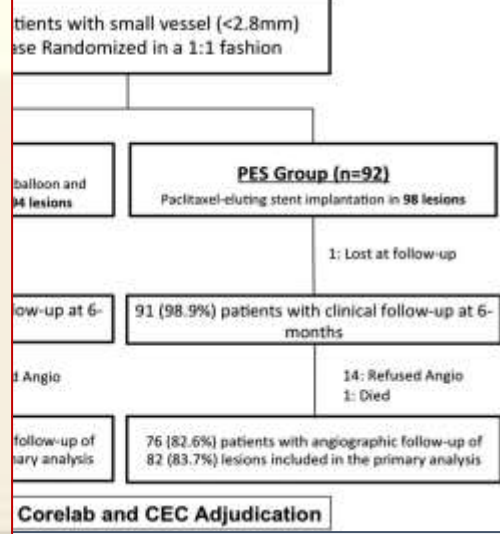 tients with small vessel (<2.8mm)
ase Randomized in a 1:1 fashion
balloon and
94 lesions
PES Group (n=92)
Paclitaxel-eluting stent implantation in 98 lesions
1: Lost at follow-up
ow-up at 6-
91 (98.9%) patients with clinical follow-up at 6-
months
d Angio
14: Refused Angio
1: Died
follow-up of
ary analysis
76 (82.6%) patients with angiographic follow-up of
82 (83.7%) lesions included in the primary analysis
Corelab and CEC Adjudication